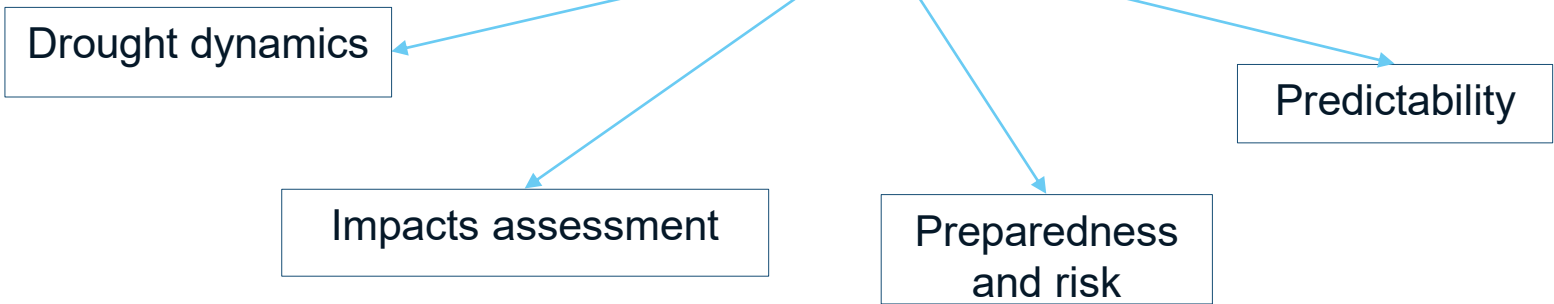 Drought dynamics
Predictability
Impacts assessment
Preparedness
and risk